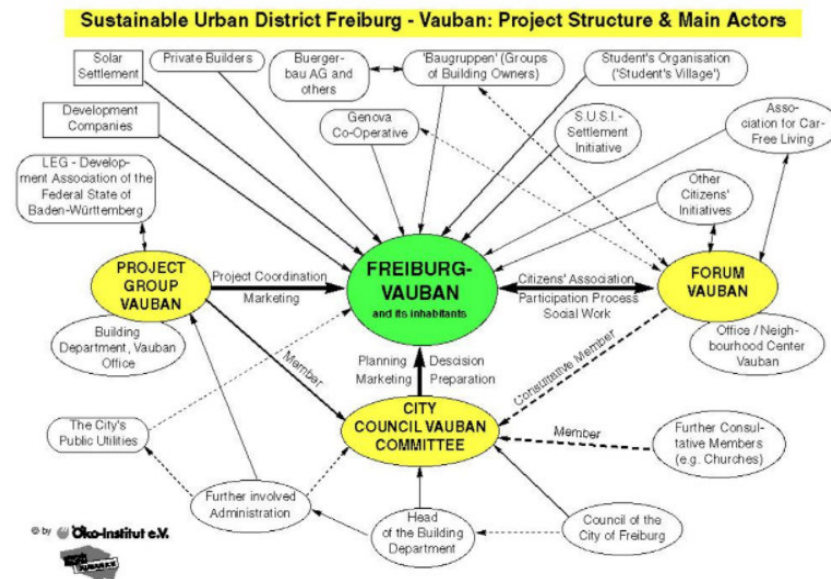 Sustainable Urban District Freiburg - Vauban: Project Structure & Main Actors
Solar
Settlement
Private Builders
Buerger-
bau AG and
others
'Baugruppen' (Groups
of Building Owners)
Student's Organisation
('Student's Village')
Development
Companies
Genova
Co-Operative
S.U.S.I.-
Settlement
Initiative
Asso-
ciation for Car-
Free Living
LEG - Develop-
ment Association of the
Federal State of
Baden-Württemberg
Other
Citizens'
Initiatives
PROJECT
GROUP
VAUBAN
Project Coordination
Marketing
FREIBURG-
VAUBAN
and its inhabitants
Citizens' Association
Participation Process
Social Work
FORUM
VAUBAN
Building
Department, Vauban
Office
Office / Neigh-
bourhood Center
Vauban
Member
Planning
Marketing
Descision
Preparation
Consultative Member
The City's
Public Utilities
CITY
COUNCIL VAUBAN
COMMITTEE
Member
Further Consul-
tative Members
(e.g. Churches)
Further involved
Administration
Head
of the Building
Department
Council of the
City of Freiburg
© by Öko-Institut e.V.